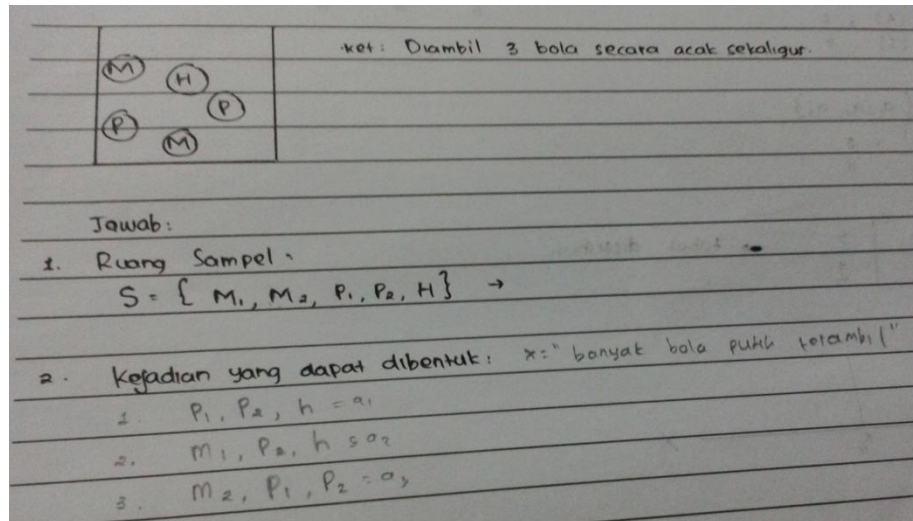 ket: Diambil 3 bola secara acak sekaligus.
M
H
P
P
M
Jawab:
1. Ruang Sampel.
S = { M₁, M₂, P₁, P₂, H } →
2. Kejadian yang dapat dibentuk: x = "banyak bola putih terambil"
1. P₁, P₂, h = a₁
2. m₁, P₂, h = a₂
3. m₂, P₁, P₂ = a₃